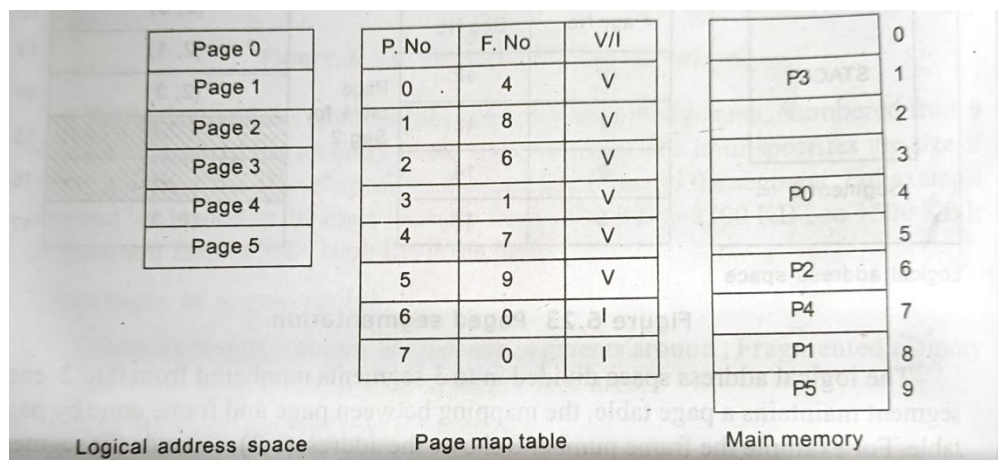 Page 0
Page 1
Page 2
Page 3
Page 4
Page 5
Logical address space
P. No F. No V/I
0 4 V
1 8 V
2 6 V
3 1 V
4 7 V
5 9 V
6 0 I
7 0 I
Page map table
0
P3 1
2
3
P0 4
5
P2 6
P4 7
P1 8
P5 9
Main memory